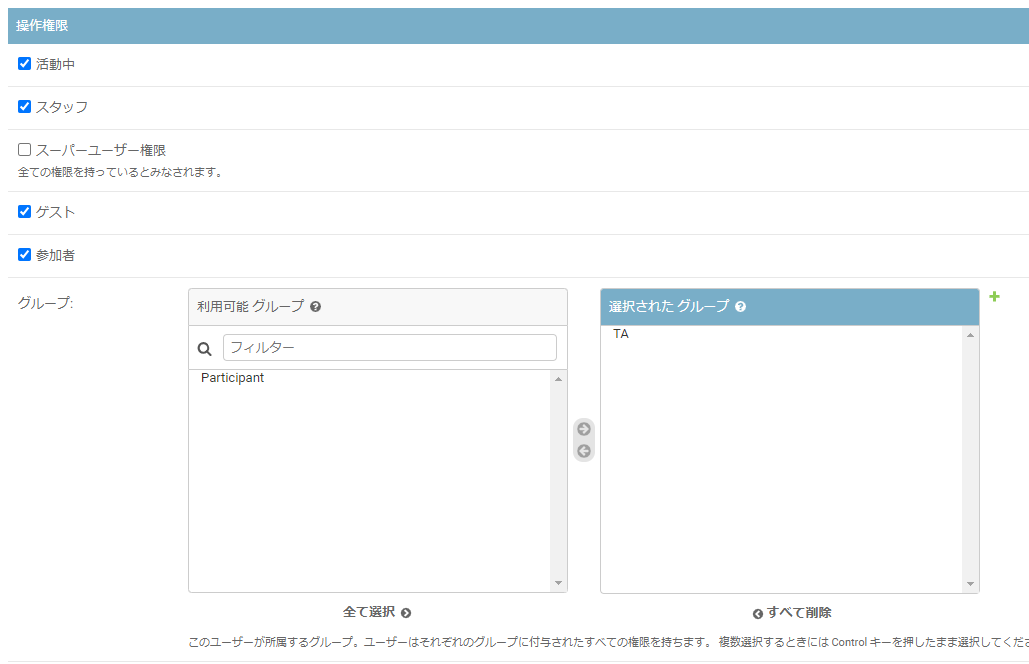 操作権限
活動中
スタッフ
スーパーユーザー権限
全ての権限を持っているとみなされます。
ゲスト
参加者
グループ:
利用可能 グループ
選択された グループ
フィルター
TA
Participant
全て選択
すべて削除
このユーザーが所属するグループ。ユーザーはそれぞれのグループに付与されたすべての権限を持ちます。 複数選択するときには Control キーを押したまま選択してくだ